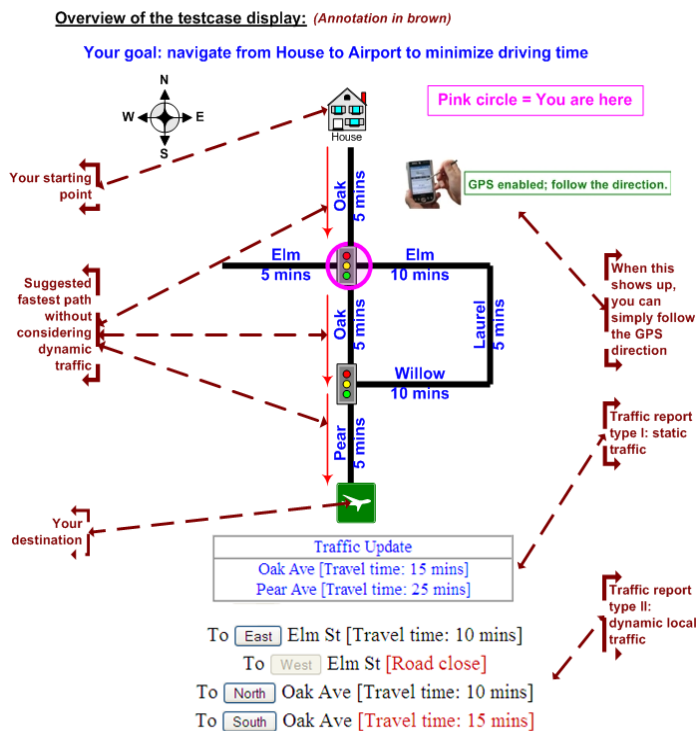 Overview of the testcase display: (Annotation in brown)
Your goal: navigate from House to Airport to minimize driving time
N
W
E
S
House
Pink circle = You are here
Your starting
point
Oak
5 mins
GPS enabled; follow the direction.
Elm
5 mins
Elm
10 mins
Suggested
fastest path
without
considering
dynamic
traffic
Oak
5 mins
Laurel
5 mins
When this
shows up,
you can
simply follow
the GPS
direction
Willow
10 mins
Pear
5 mins
Traffic report
type I: static
traffic
Your
destination
Traffic Update
Oak Ave [Travel time: 15 mins]
Pear Ave [Travel time: 25 mins]
Traffic report
type II:
dynamic local
traffic
To East Elm St [Travel time: 10 mins]
To West Elm St [Road close]
To North Oak Ave [Travel time: 10 mins]
To South Oak Ave [Travel time: 15 mins]